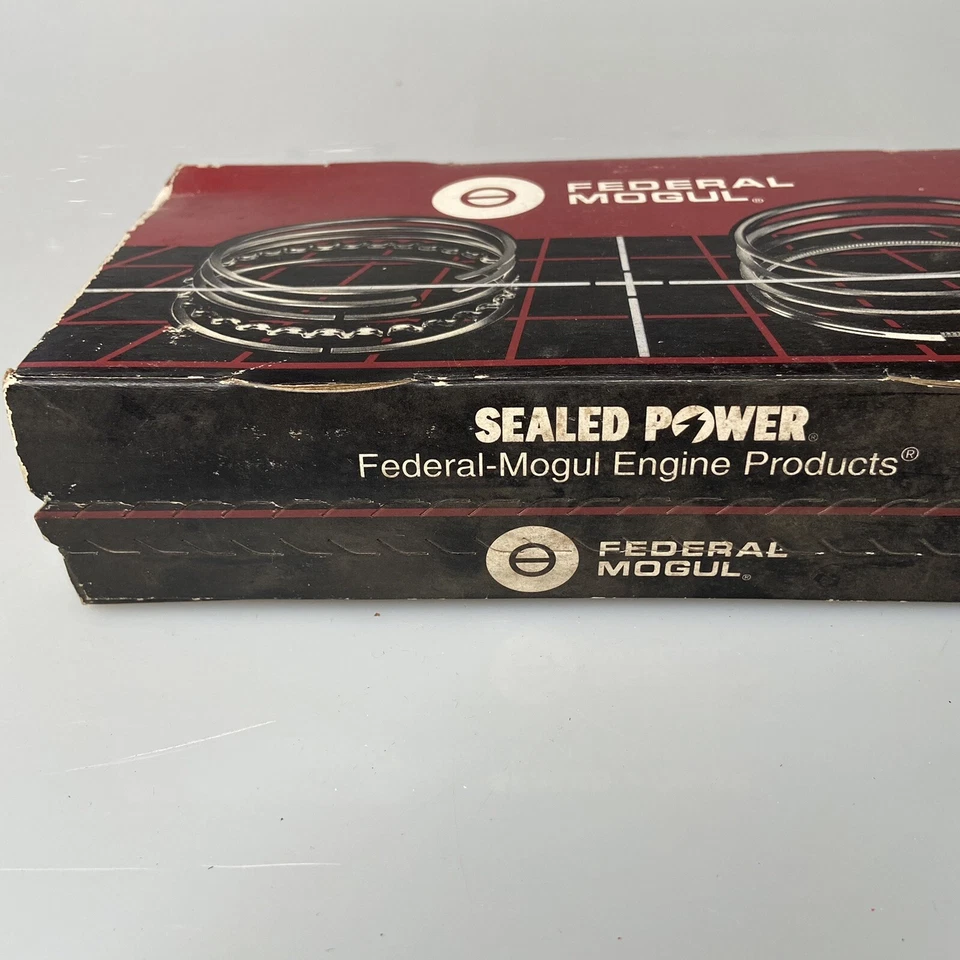 FEDERAL
MOGUL®
SEALED POWER®
Federal-Mogul Engine Products®
FEDERAL
MOGUL®